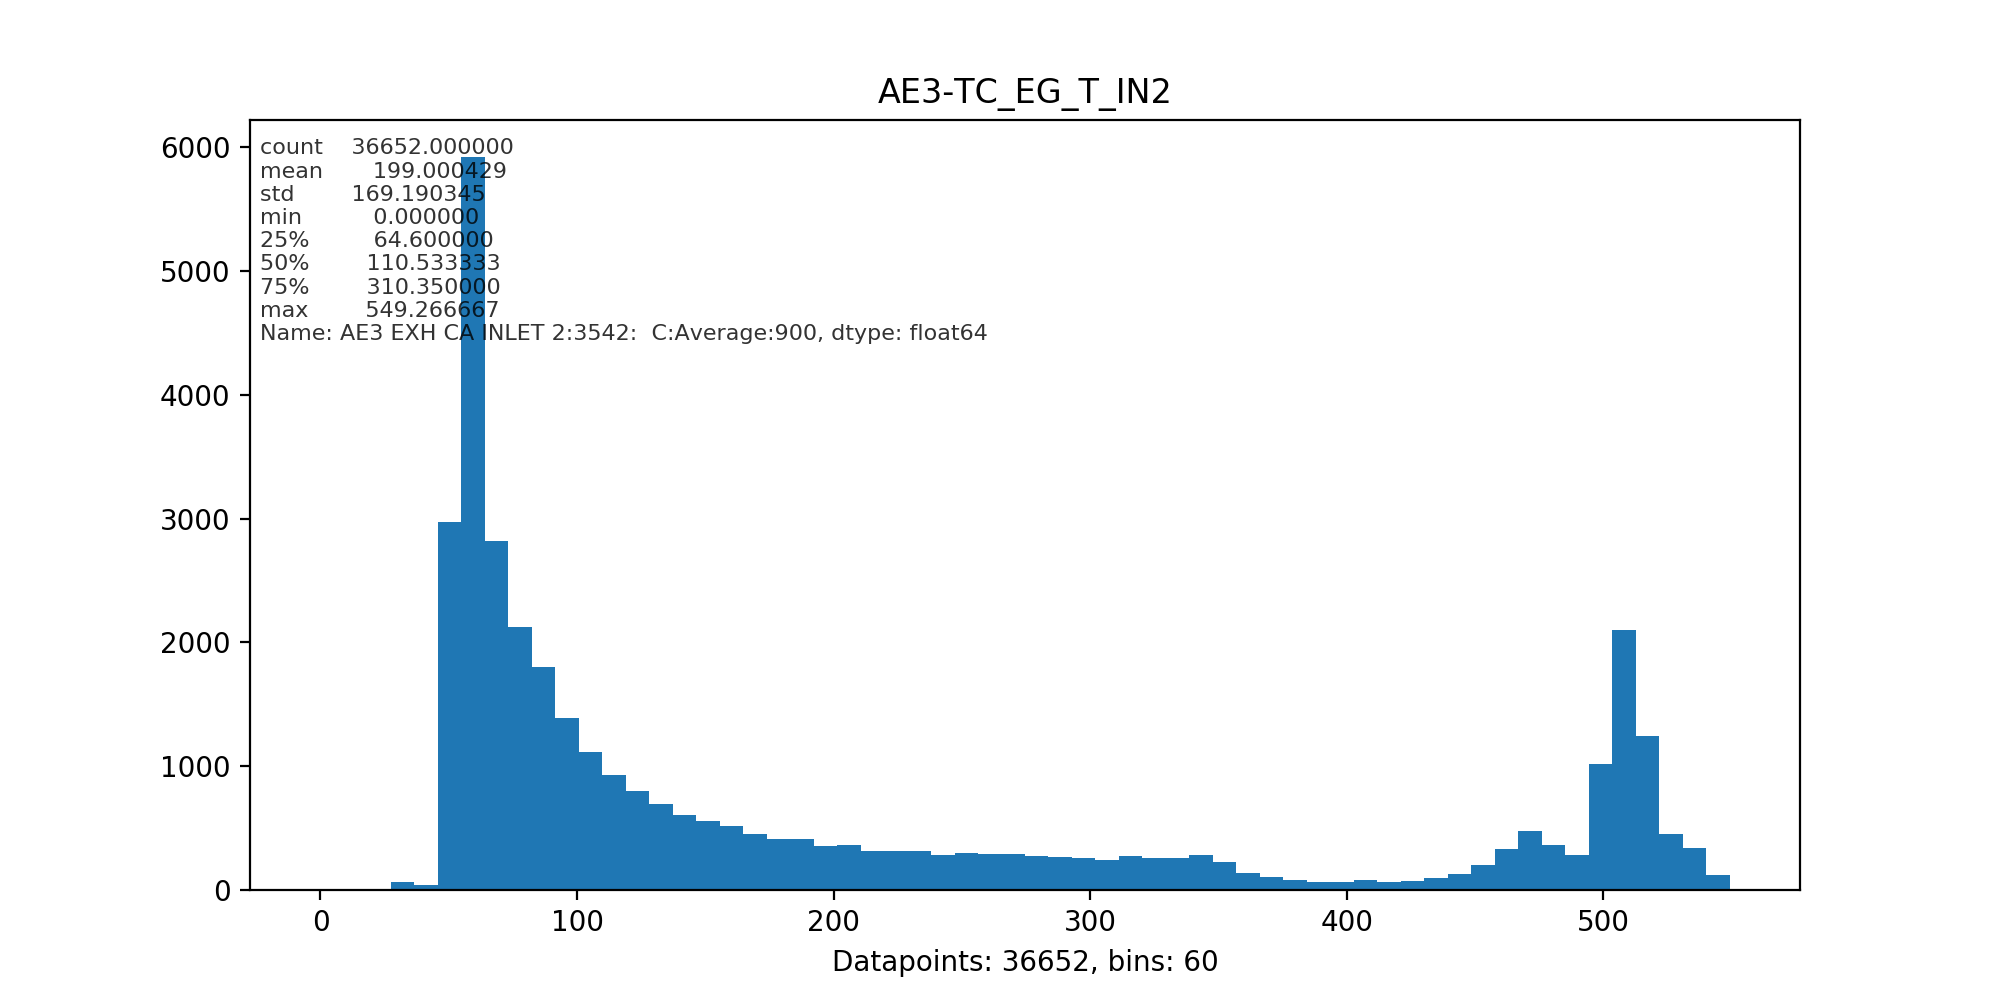 AE3-TC_EG_T_IN2
6000
5000
4000
3000
2000
1000
0
count 36652.000000
mean 199.000429
std 169.190345
min 0.000000
25% 64.600000
50% 110.533333
75% 310.350000
max 549.266667
Name: AE3 EXH CA INLET 2:3542:  C:Average:900, dtype: float64
0 100 200 300 400 500
Datapoints: 36652, bins: 60